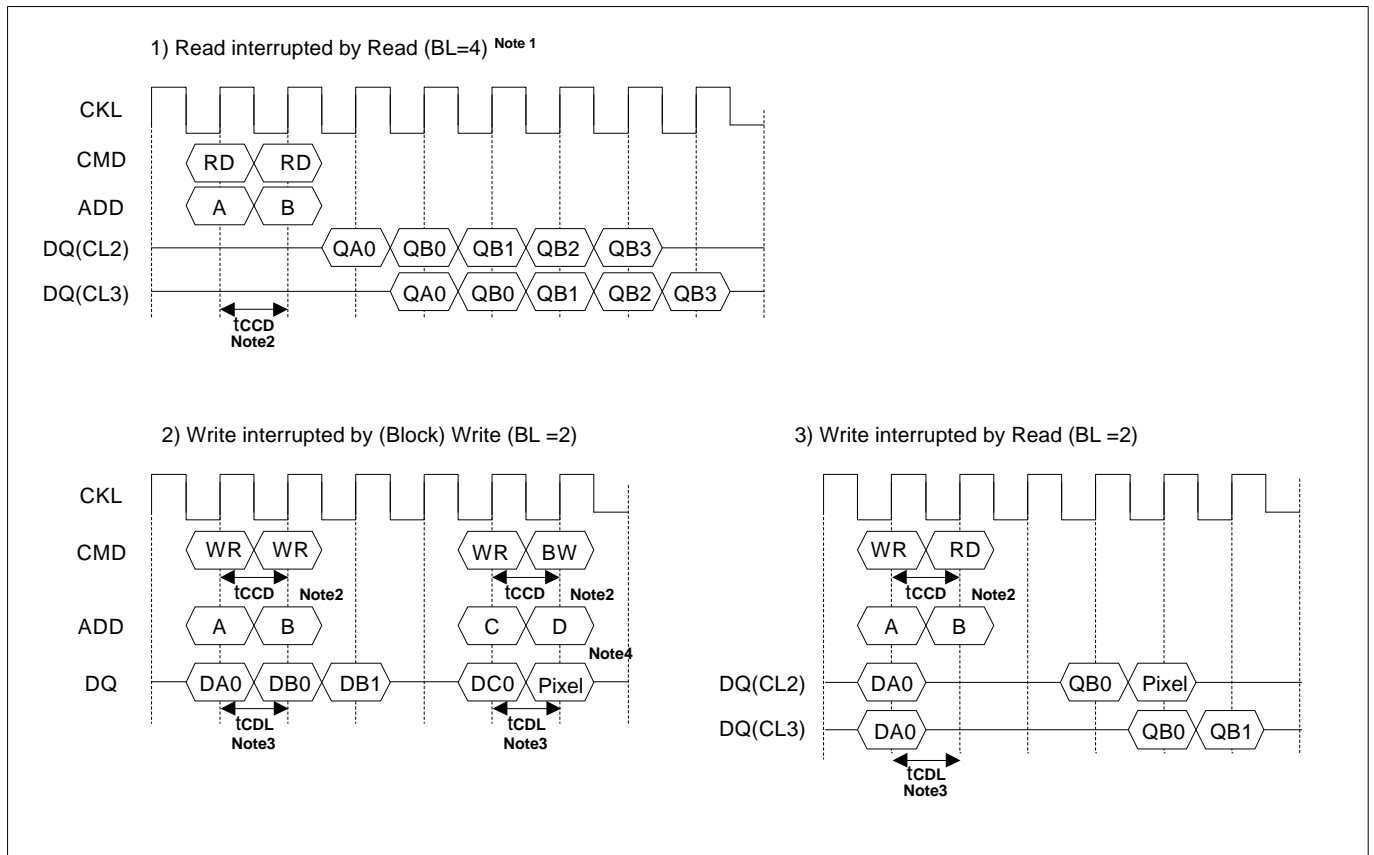 1) Read interrupted by Read (BL=4) Note 1
CKL
CMD RD RD
ADD A B
DQ(CL2) QA0 QB0 QB1 QB2 QB3
DQ(CL3) QA0 QB0 QB1 QB2 QB3
tCCD
Note2
2) Write interrupted by (Block) Write (BL =2)
CKL
CMD WR WR WR BW
tCCD Note2 tCCD Note2
ADD A B C D
Note4
DQ DA0 DB0 DB1 DC0 Pixel
tCDL tCDL
Note3 Note3
3) Write interrupted by Read (BL =2)
WR RD
tCCD Note2
A B
DQ(CL2) DA0 QB0 Pixel
DQ(CL3) DA0 QB0 QB1
tCDL
Note3